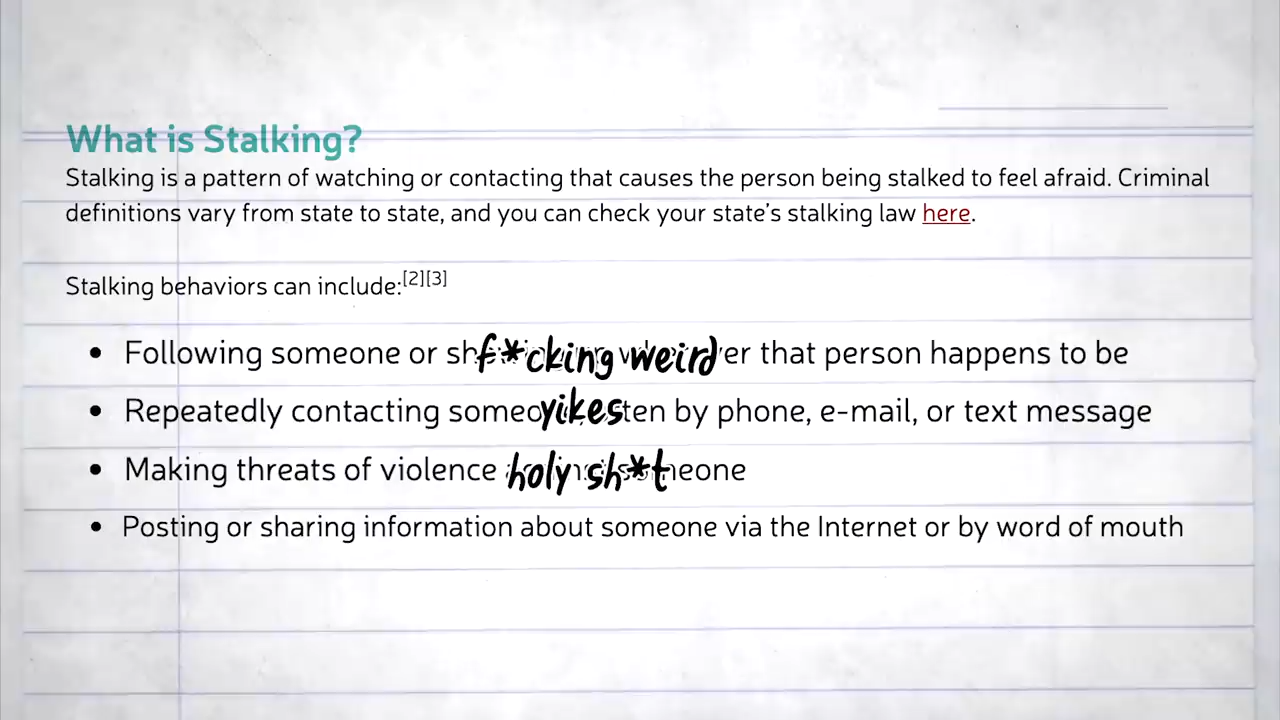 What is Stalking?
Stalking is a pattern of watching or contacting that causes the person being stalked to feel afraid. Criminal
definitions vary from state to state, and you can check your state's stalking law here.
Stalking behaviors can include:[2][3]
• Following someone or sh f*cking weird er that person happens to be
• Repeatedly contacting someo yikes ten by phone, e-mail, or text message
• Making threats of violence holy sh*t meone
• Posting or sharing information about someone via the Internet or by word of mouth